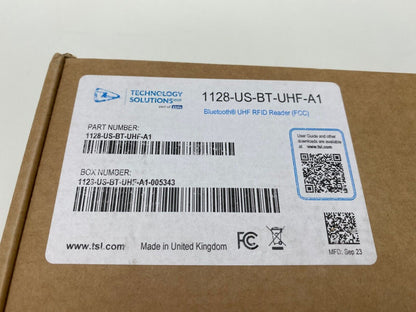 TECHNOLOGY
SOLUTIONS
1128-US-BT-UHF-A1
Bluetooth® UHF RFID Reader (FCC)
PART NUMBER:
1128-US-BT-UHF-A1
User Guide and other
downloads are available
at www.tsl.com
BOX NUMBER:
1128-US-BT-UHF-A1-005343
www.tsl.com
Made in United Kingdom
FC
MFD: Sep 23